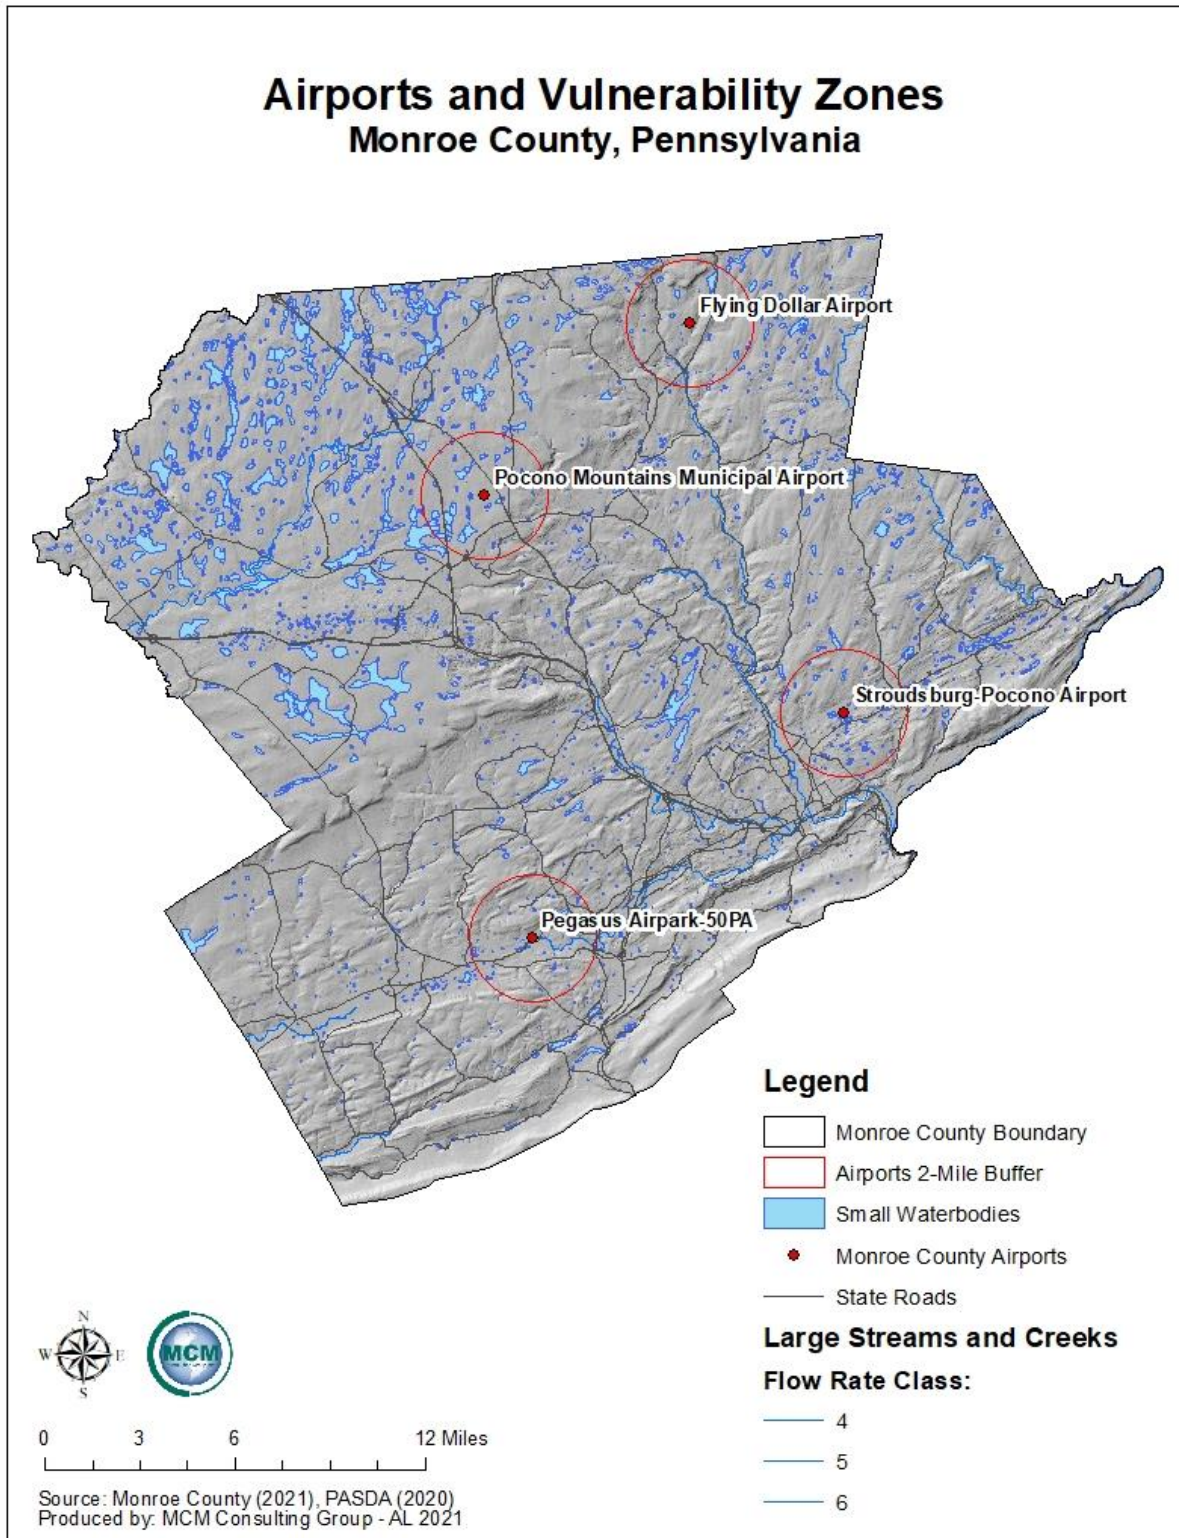 Airports and Vulnerability Zones
Monroe County, Pennsylvania
Flying Dollar Airport
Pocono Mountains Municipal Airport
Stroudsburg-Pocono Airport
Pegasus Airpark-50PA
Legend
Monroe County Boundary
Airports 2-Mile Buffer
Small Waterbodies
Monroe County Airports
State Roads
Large Streams and Creeks
Flow Rate Class:
4
5
6
N
W E
S
MCM
0 3 6 12 Miles
Source: Monroe County (2021), PASDA (2020)
Produced by: MCM Consulting Group - AL 2021